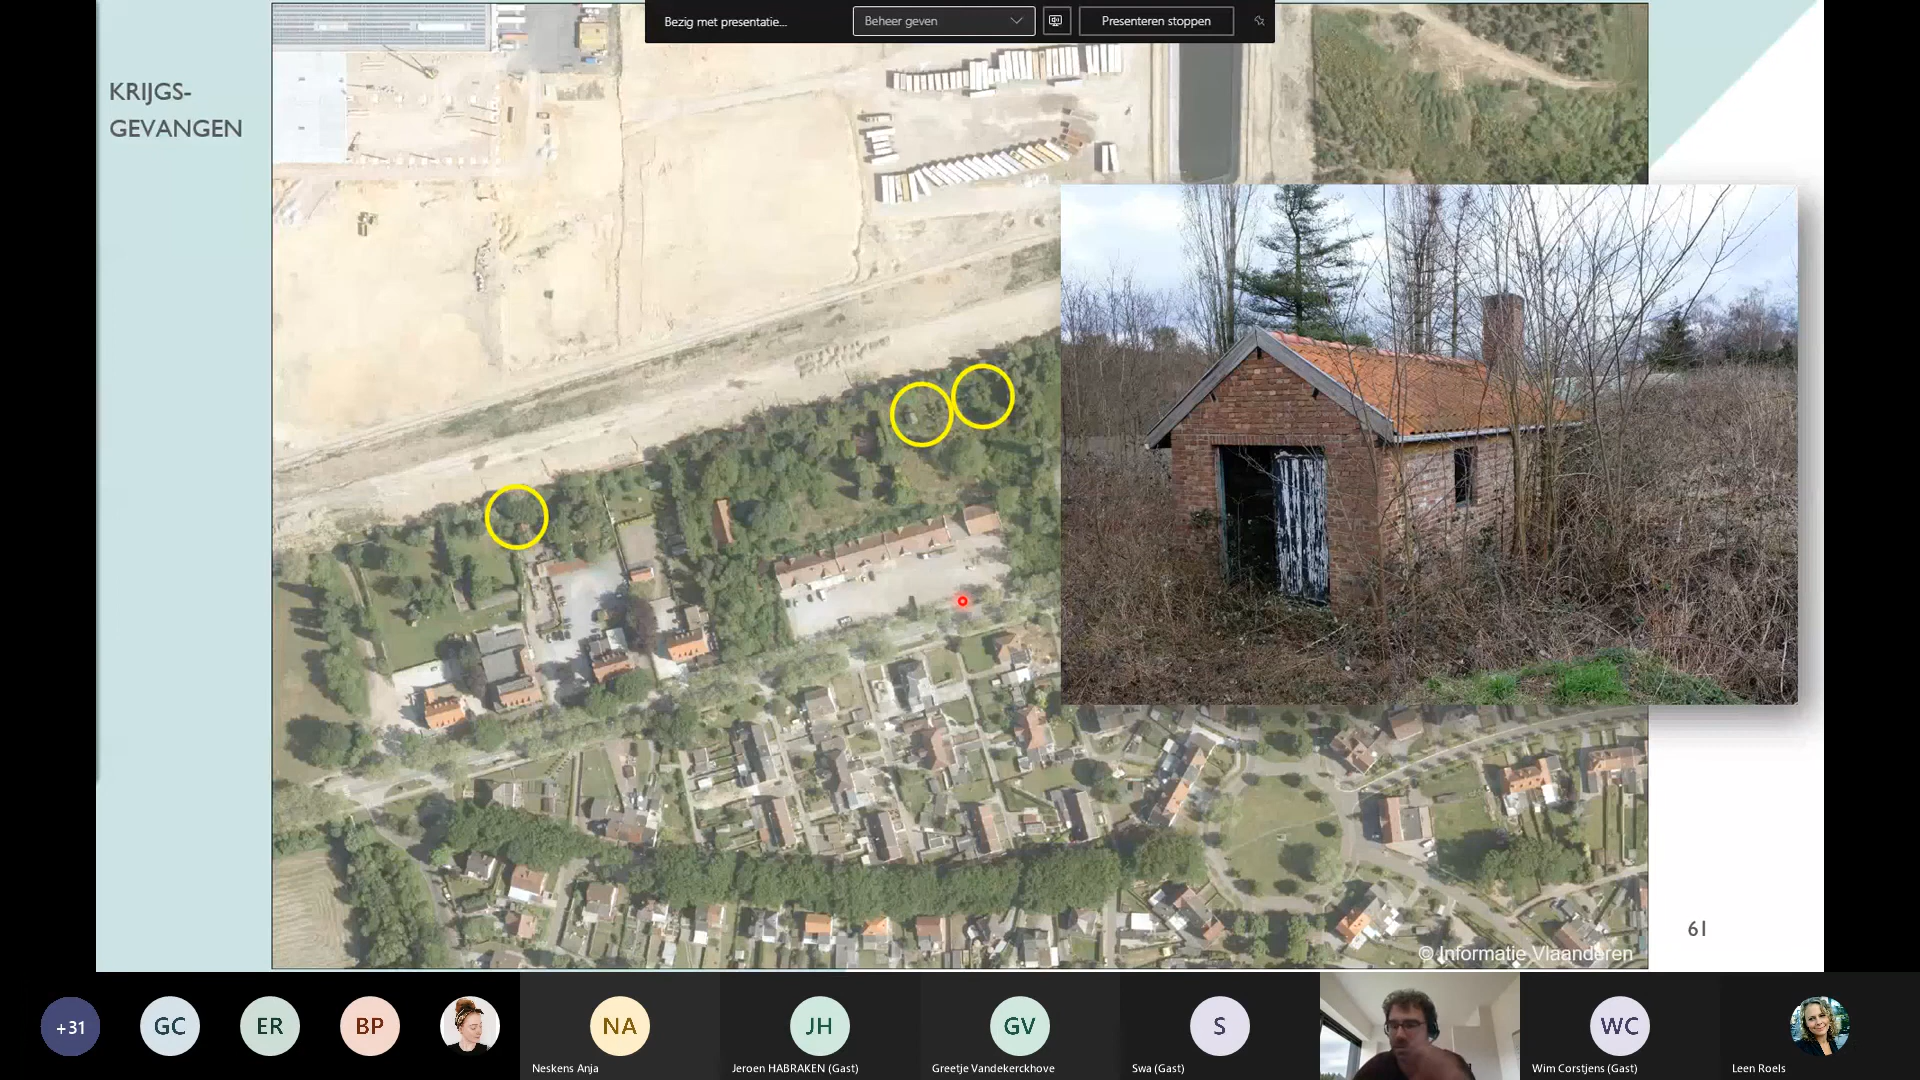 Bezig met presentatie...
Beheer geven
Presenteren stoppen
KRIJGS-
GEVANGEN
61
© Informatie Vlaanderen
+31
GC
ER
BP
NA
JH
GV
S
WC
Neskens Anja
Jeroen HABRAKEN (Gast)
Greetje Vandekerckhove
Swa (Gast)
Wim Corstjens (Gast)
Leen Roels